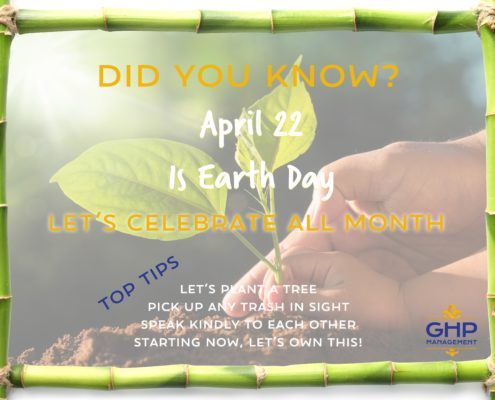 DID YOU KNOW?
April 22
Is Earth Day
LET'S CELEBRATE ALL MONTH
TOP TIPS
LET'S PLANT A TREE
PICK UP ANY TRASH IN SIGHT
SPEAK KINDLY TO EACH OTHER
STARTING NOW, LET'S OWN THIS!
GHP
MANAGEMENT